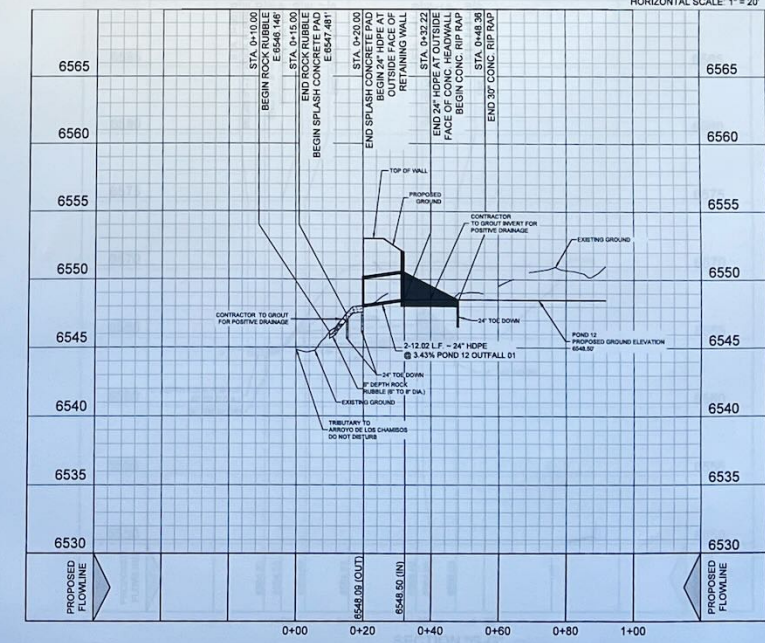 HORIZONTAL SCALE: 1" = 20'
STA. 0+10.00
BEGIN ROCK RUBBLE
E:6546.146'
STA. 0+15.00
END ROCK RUBBLE
BEGIN SPLASH CONCRETE PAD
E:6547.481'
STA. 0+20.00
END SPLASH CONCRETE PAD
BEGIN 24" HDPE AT
OUTSIDE FACE OF
RETAINING WALL
STA. 0+32.22
END 24" HDPE AT OUTSIDE
FACE OF CONC. HEADWALL
BEGIN CONC. RIP RAP
STA. 0+48.36
END 30" CONC. RIP RAP
6565
6565
6560
6560
6555
6555
6550
6550
6545
6545
6540
6540
6535
6535
6530
6530
TOP OF WALL
PROPOSED
GROUND
CONTRACTOR
TO GROUT INVERT FOR
POSITIVE DRAINAGE
EXISTING GROUND
CONTRACTOR TO GROUT
FOR POSITIVE DRAINAGE
24" TOE DOWN
2-12.02 L.F. ~ 24" HDPE
@ 3.43% POND 12 OUTFALL 01
POND 12
PROPOSED GROUND ELEVATION
6548.50'
24" TOE DOWN
8" DEPTH ROCK
RUBBLE (6" TO 8" DIA.)
EXISTING GROUND
TRIBUTARY TO
ARROYO DE LOS CHAMISOS
DO NOT DISTURB
PROPOSED
FLOWLINE
6548.09 (OUT)
6548.50 (IN)
PROPOSED
FLOWLINE
0+00
0+20
0+40
0+60
0+80
1+00